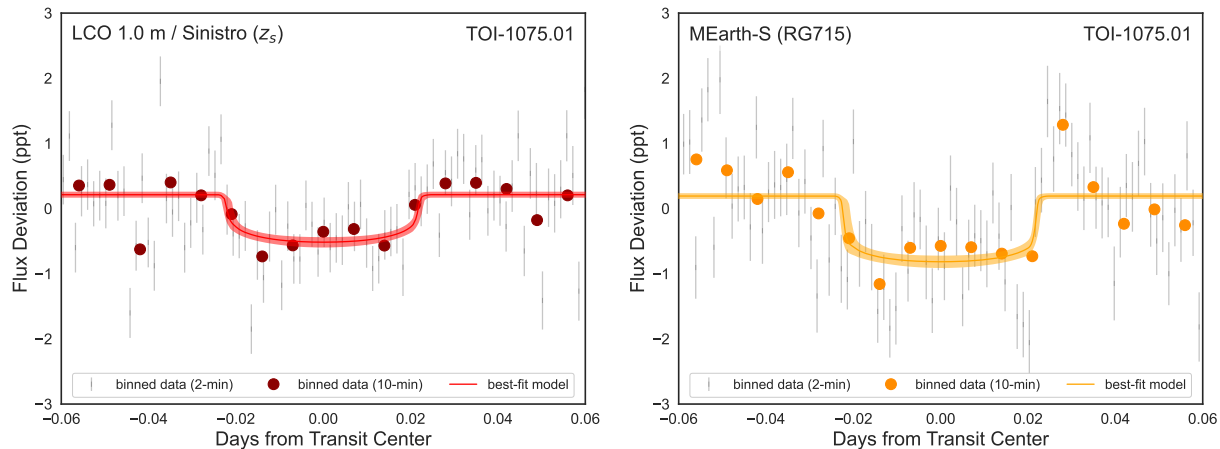 LCO 1.0 m / Sinistro (z_s) TOI-1075.01
Flux Deviation (ppt)
3
2
1
0
−1
−2
−3
binned data (2-min) binned data (10-min) best-fit model
−0.06 −0.04 −0.02 0.00 0.02 0.04 0.06
Days from Transit Center
MEarth-S (RG715) TOI-1075.01
Flux Deviation (ppt)
3
2
1
0
−1
−2
−3
binned data (2-min) binned data (10-min) best-fit model
−0.06 −0.04 −0.02 0.00 0.02 0.04 0.06
Days from Transit Center